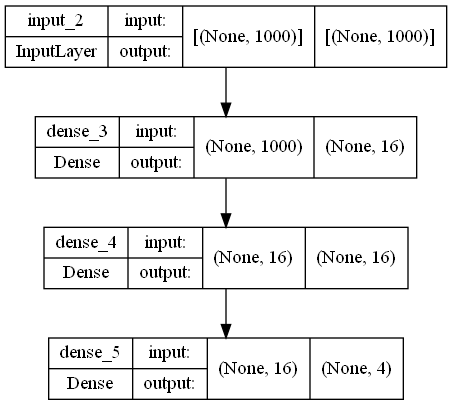 input_2 input: [(None, 1000)] [(None, 1000)]
InputLayer output:
dense_3 input: (None, 1000) (None, 16)
Dense output:
dense_4 input: (None, 16) (None, 16)
Dense output:
dense_5 input: (None, 16) (None, 4)
Dense output: